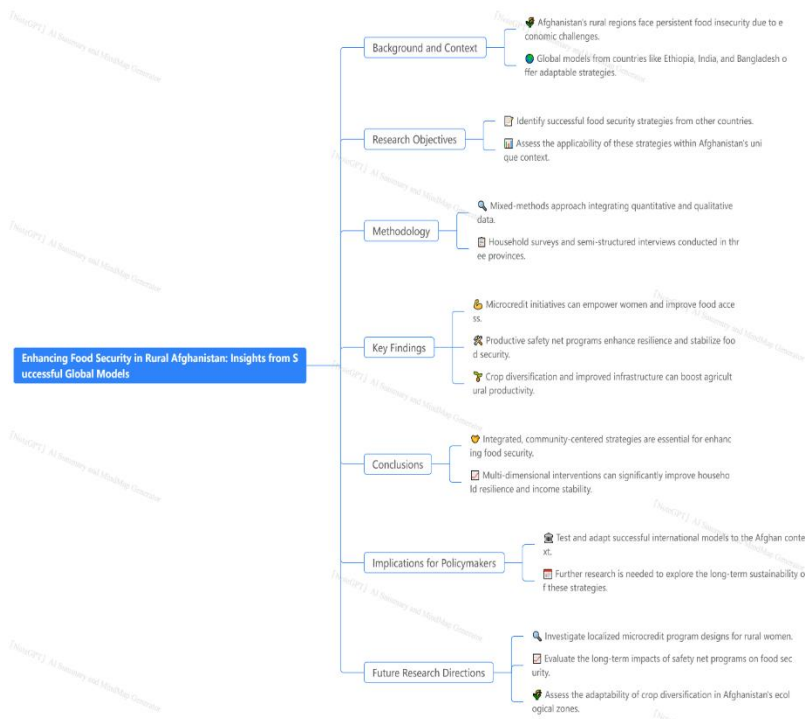 Afghanistan's rural regions face persistent food insecurity due to e
conomic challenges.
Background and Context
Global models from countries like Ethiopia, India, and Bangladesh o
ffer adaptable strategies.
Identify successful food security strategies from other countries.
Research Objectives
Assess the applicability of these strategies within Afghanistan's uni
que context.
Mixed-methods approach integrating quantitative and qualitative
data.
Methodology
Household surveys and semi-structured interviews conducted in thr
ee provinces.
Microcredit initiatives can empower women and improve food acce
ss.
Key Findings
Productive safety net programs enhance resilience and stabilize foo
d security.
Crop diversification and improved infrastructure can boost agricult
ural productivity.
Enhancing Food Security in Rural Afghanistan: Insights from S
uccessful Global Models
Integrated, community-centered strategies are essential for enhanc
ing food security.
Conclusions
Multi-dimensional interventions can significantly improve househo
ld resilience and income stability.
Test and adapt successful international models to the Afghan conte
xt.
Implications for Policymakers
Further research is needed to explore the long-term sustainability o
f these strategies.
Investigate localized microcredit program designs for rural women.
Future Research Directions
Evaluate the long-term impacts of safety net programs on food sec
urity.
Assess the adaptability of crop diversification in Afghanistan's ecol
ogical zones.